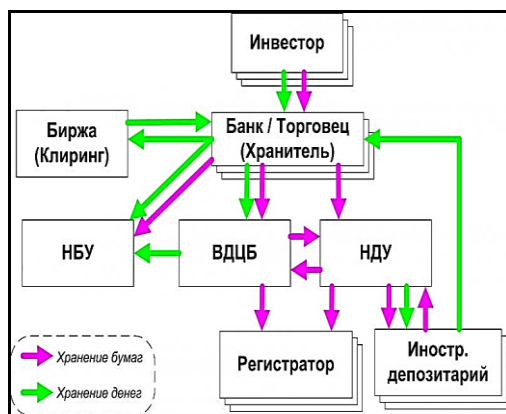 Инвестор
Биржа
(Клиринг)
Банк / Торговец
(Хранитель)
НБУ
ВДЦБ
НДУ
Регистратор
Иностр.
депозитарий
Хранение бумаг
Хранение денег